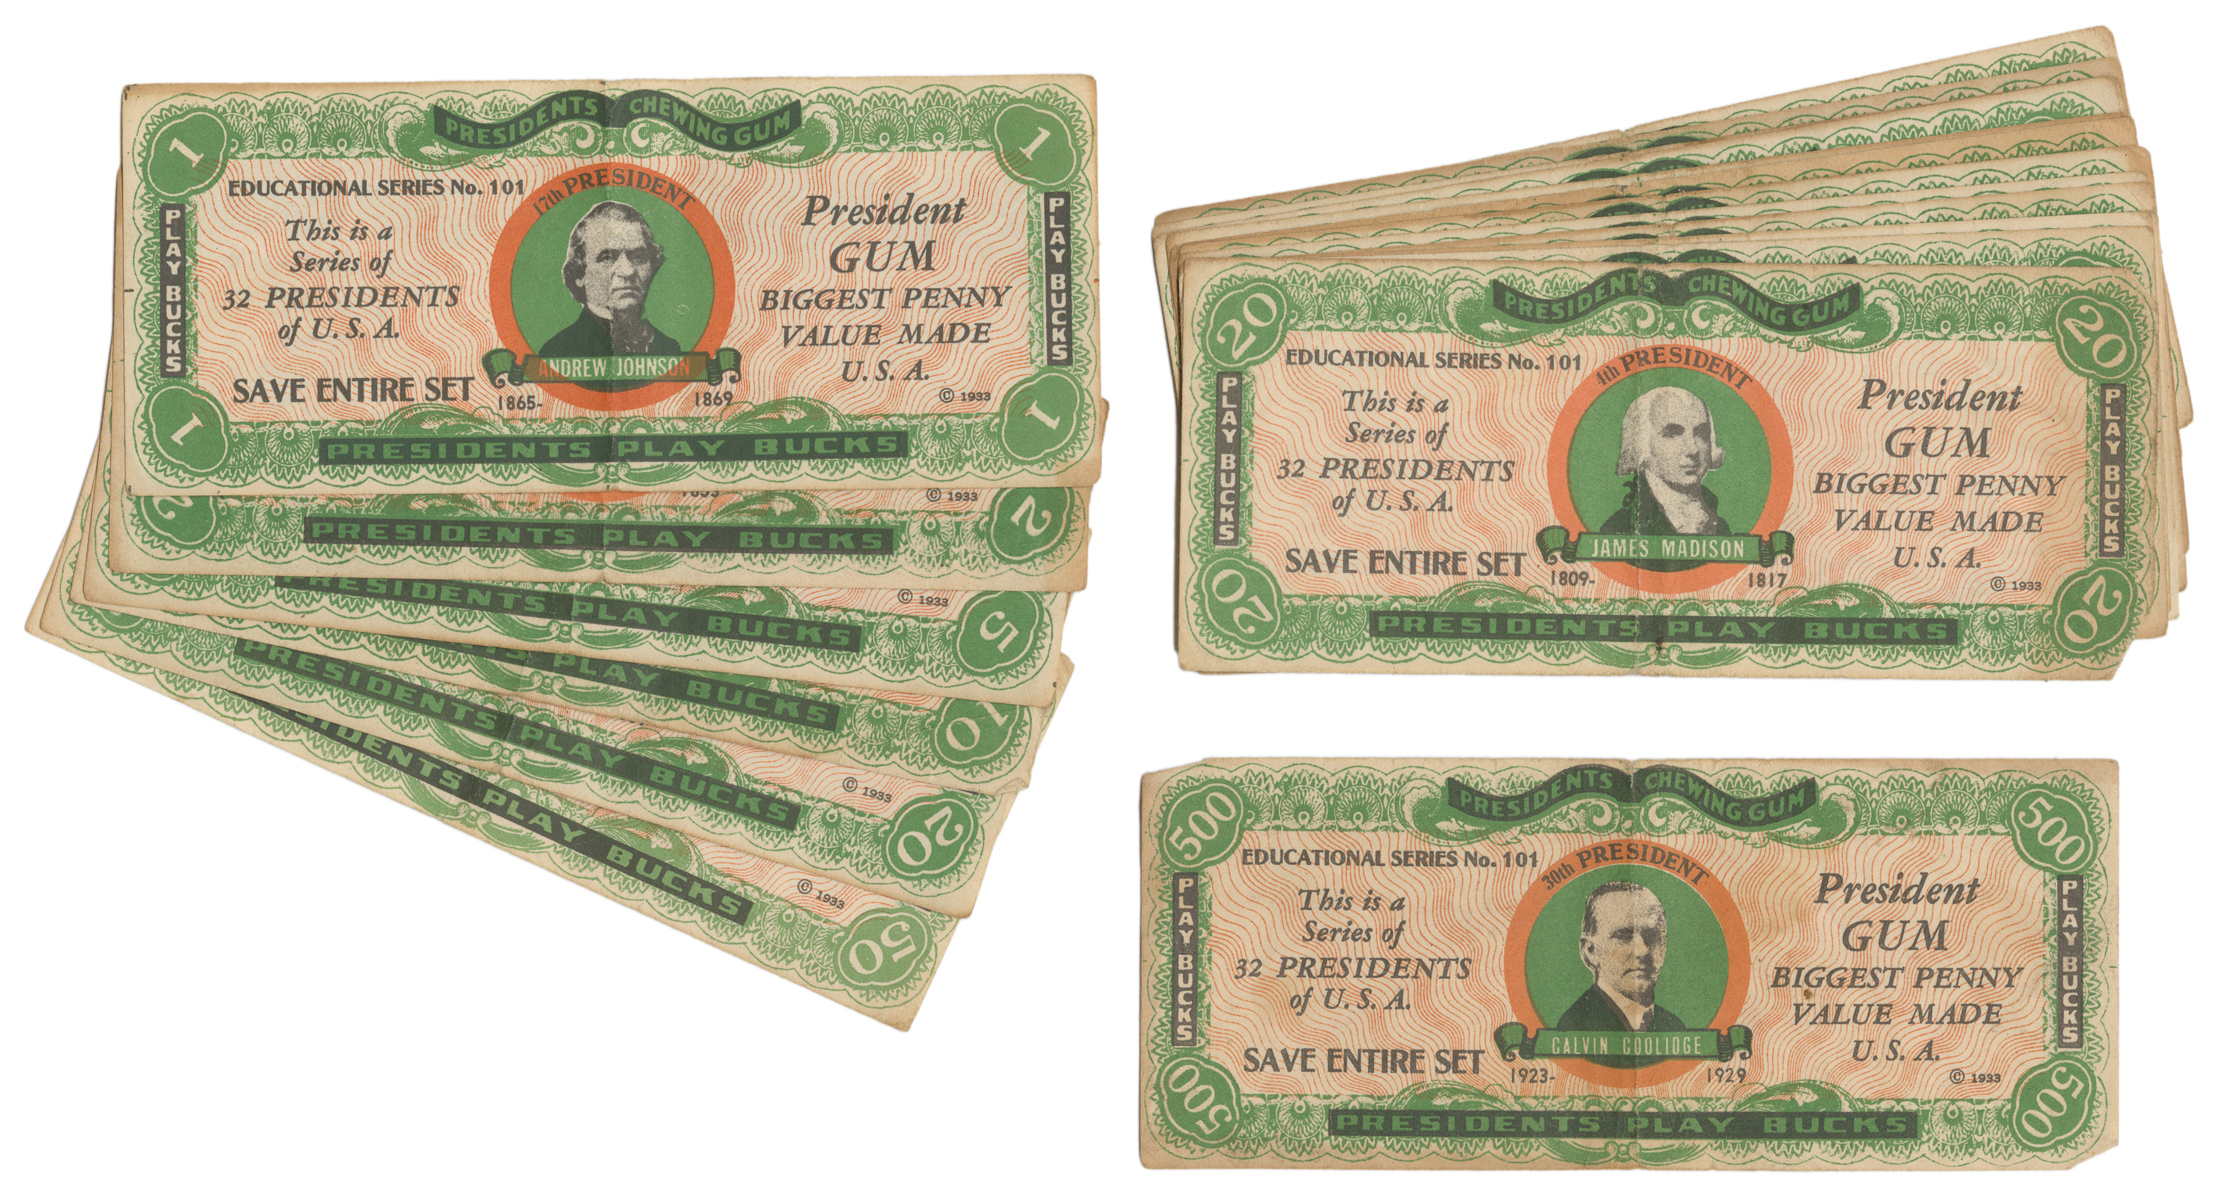 PRESIDENTS CHEWING GUM
1 1
EDUCATIONAL SERIES No. 101
17th PRESIDENT
This is a
Series of
32 PRESIDENTS
of U. S. A.
SAVE ENTIRE SET
ANDREW JOHNSON
1865- 1869
President
GUM
BIGGEST PENNY
VALUE MADE
U. S. A.
© 1933
PLAY BUCKS
PLAY BUCKS
1 1
PRESIDENTS PLAY BUCKS
© 1933
2 2
PRESIDENTS PLAY BUCKS
© 1933
5
PRESIDENTS PLAY BUCKS
10
PLAY BUCKS
© 1933
20
PRESIDENTS PLAY BUCKS
© 1933
50
PLAY BUCKS
PRESIDENTS CHEWING GUM
20 20
EDUCATIONAL SERIES No. 101
4th PRESIDENT
This is a
Series of
32 PRESIDENTS
of U. S. A.
SAVE ENTIRE SET
JAMES MADISON
1809- 1817
President
GUM
BIGGEST PENNY
VALUE MADE
U. S. A.
© 1933
PLAY BUCKS
PLAY BUCKS
20 20
PRESIDENTS PLAY BUCKS
PRESIDENTS CHEWING GUM
500 500
EDUCATIONAL SERIES No. 101
30th PRESIDENT
This is a
Series of
32 PRESIDENTS
of U. S. A.
SAVE ENTIRE SET
CALVIN COOLIDGE
1923- 1929
President
GUM
BIGGEST PENNY
VALUE MADE
U. S. A.
© 1933
PLAY BUCKS
PLAY BUCKS
500 500
PRESIDENTS PLAY BUCKS